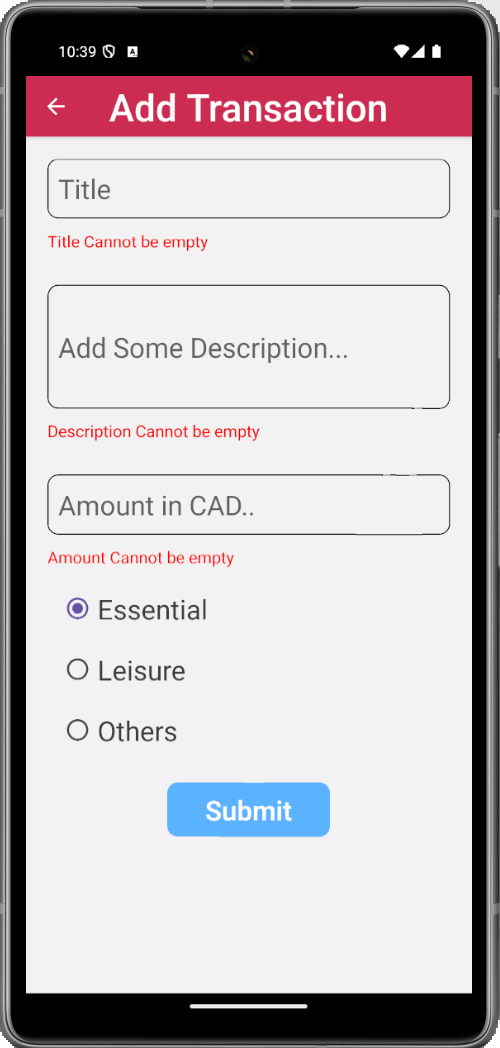 10:39
A
Add Transaction
Title
Title Cannot be empty
Add Some Description...
Description Cannot be empty
Amount in CAD..
Amount Cannot be empty
Essential
Leisure
Others
Submit